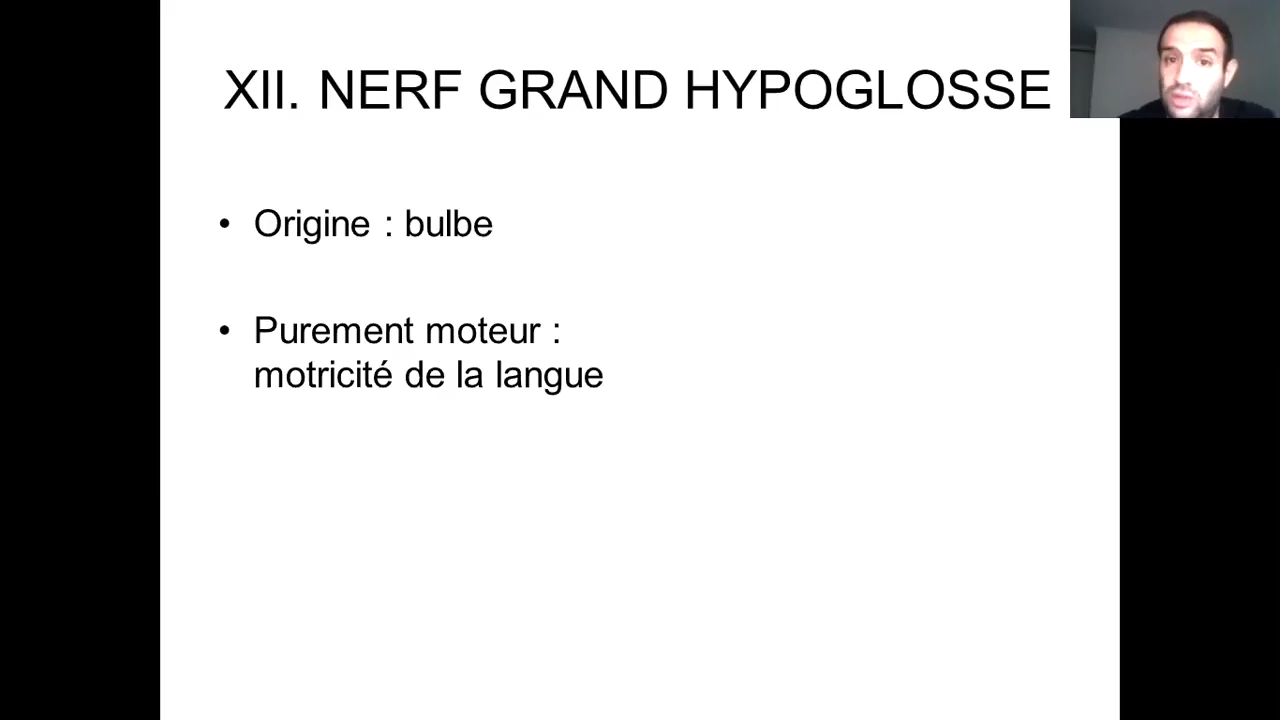 XII. NERF GRAND HYPOGLOSSE
• Origine : bulbe
• Purement moteur :
motricité de la langue